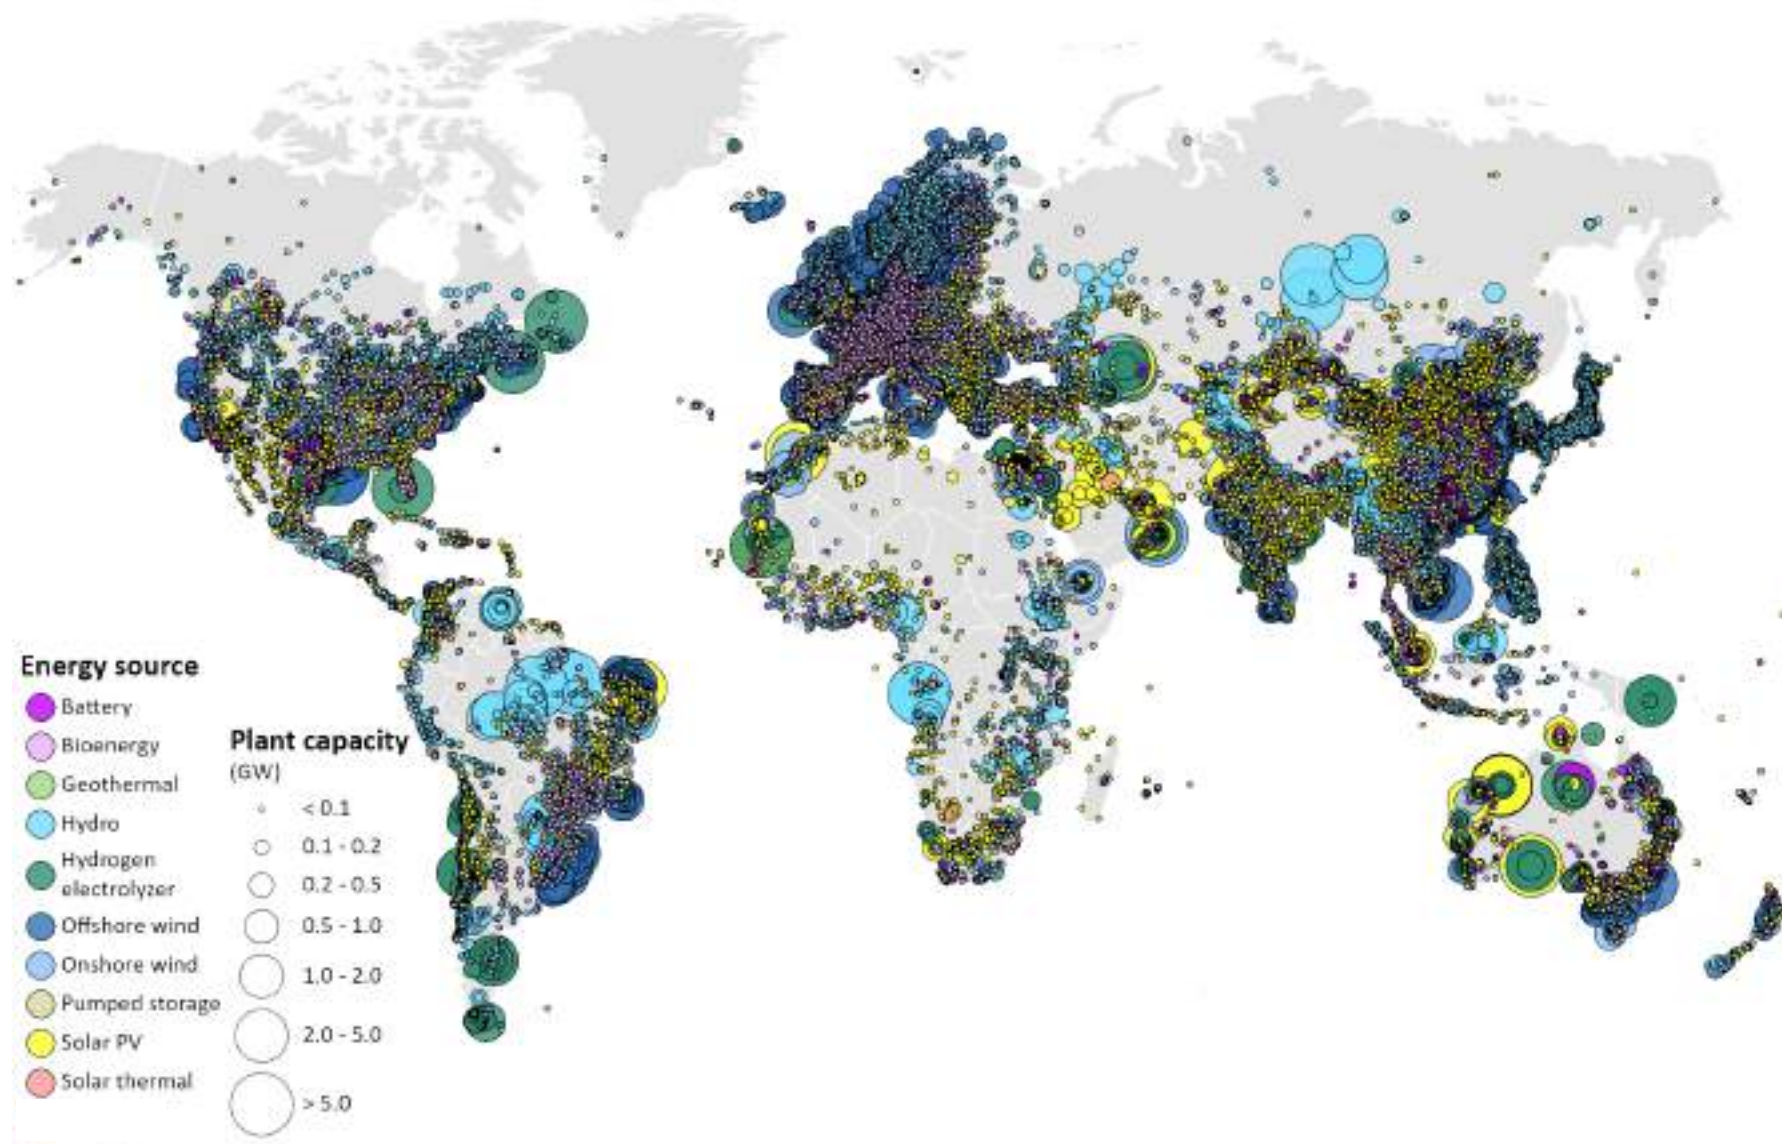 Energy source
Battery
Bioenergy
Geothermal
Hydro
Hydrogen
electrolyzer
Offshore wind
Onshore wind
Pumped storage
Solar PV
Solar thermal
Plant capacity
(GW)
< 0.1
0.1 - 0.2
0.2 - 0.5
0.5 - 1.0
1.0 - 2.0
2.0 - 5.0
> 5.0